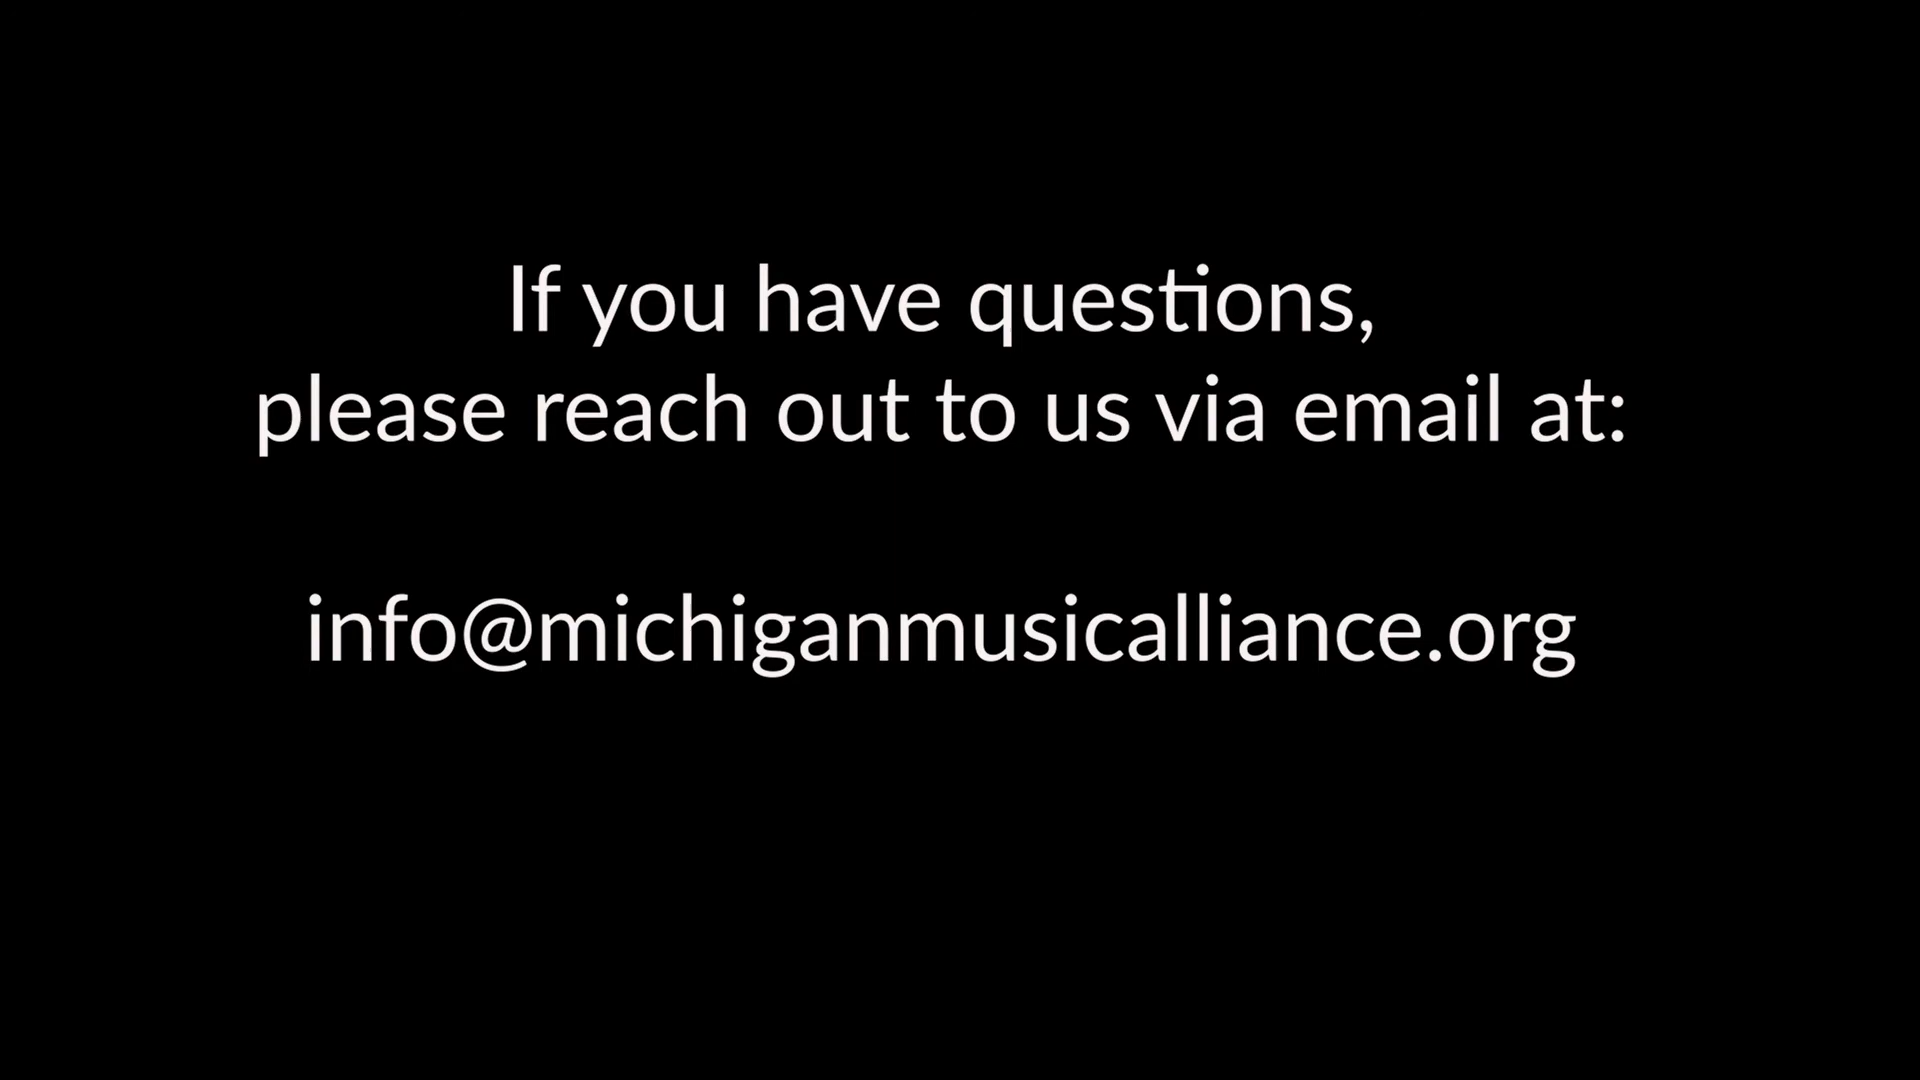 If you have questions,
please reach out to us via email at:
info@michiganmusicalliance.org